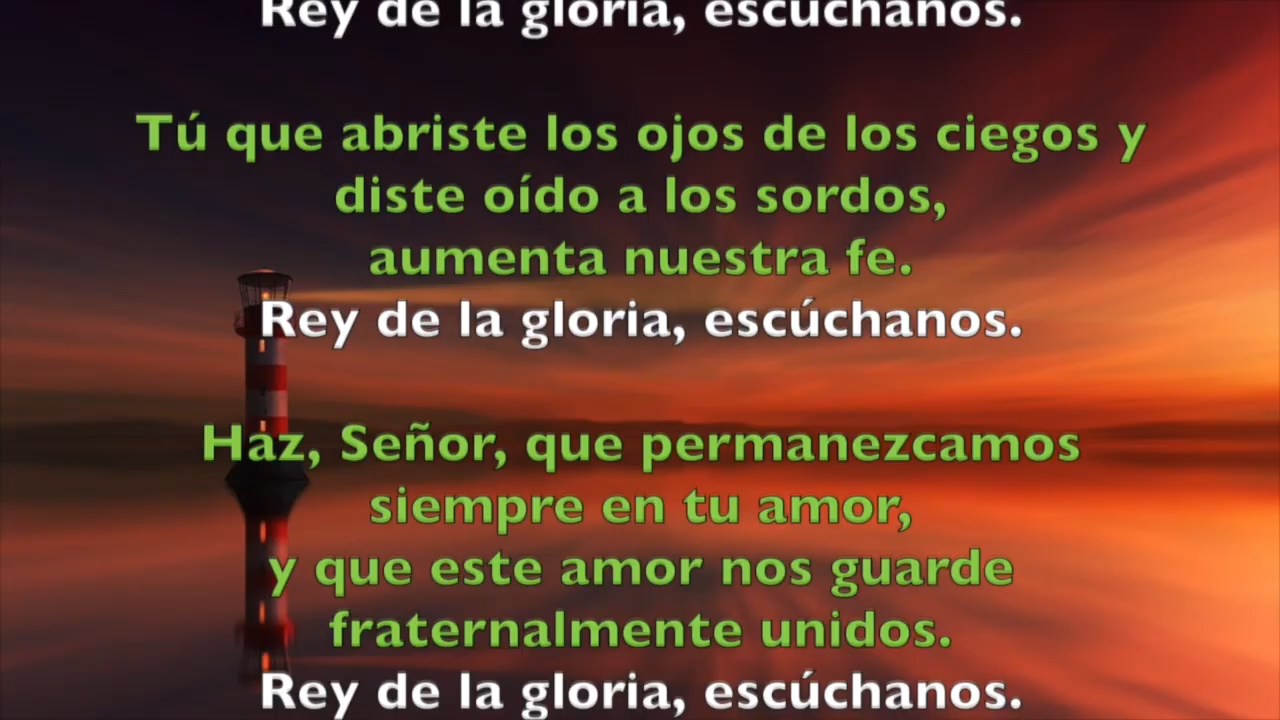 Rey de la gloria, escúchanos.
Tú que abriste los ojos de los ciegos y
diste oído a los sordos,
aumenta nuestra fe.
Rey de la gloria, escúchanos.
Haz, Señor, que permanezcamos
siempre en tu amor,
y que este amor nos guarde
fraternalmente unidos.
Rey de la gloria, escúchanos.